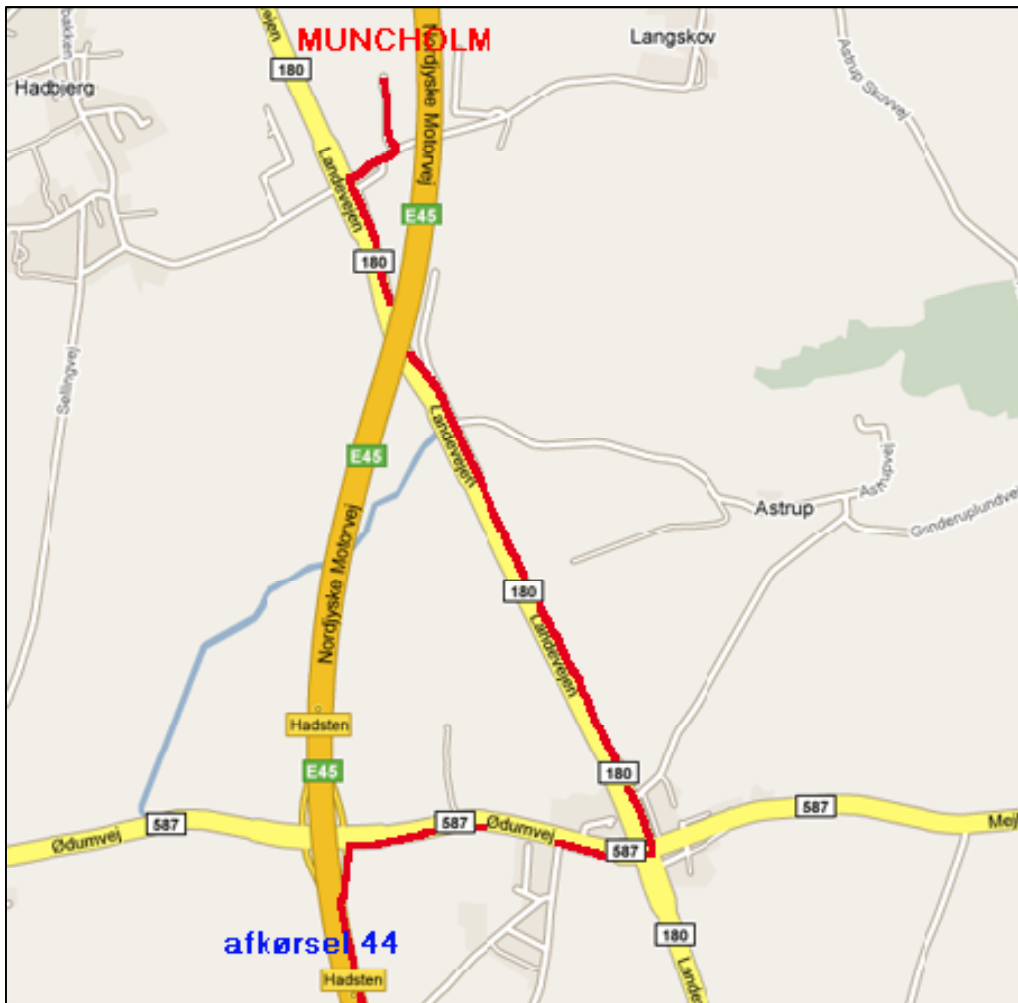 MUNCHOLM
Langskov
Nordjyske Motorvej
180
Hadbjerg
Astrup Skovvej
Landevejen
E45
180
Sellingvej
Landevejen
E45
Astrupvej
Astrup
Nordjyske Motorvej
180
Landevejen
Hadsten
E45
180
587
587
587
Ødumvej
Ødumvej
587
afkørsel 44
180
Hadsten